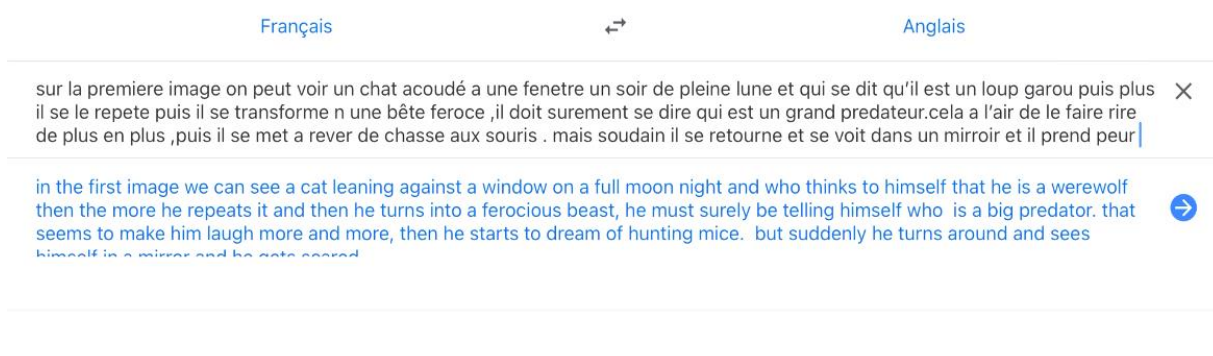 Français
Anglais
sur la premiere image on peut voir un chat acoudé a une fenetre un soir de pleine lune et qui se dit qu'il est un loup garou puis plus
il se le repete puis il se transforme n une bête feroce ,il doit surement se dire qui est un grand predateur.cela a l'air de le faire rire
de plus en plus ,puis il se met a rever de chasse aux souris . mais soudain il se retourne et se voit dans un mirroir et il prend peur
in the first image we can see a cat leaning against a window on a full moon night and who thinks to himself that he is a werewolf
then the more he repeats it and then he turns into a ferocious beast, he must surely be telling himself who  is a big predator. that
seems to make him laugh more and more, then he starts to dream of hunting mice.  but suddenly he turns around and sees
himself in a mirror and he gets scared